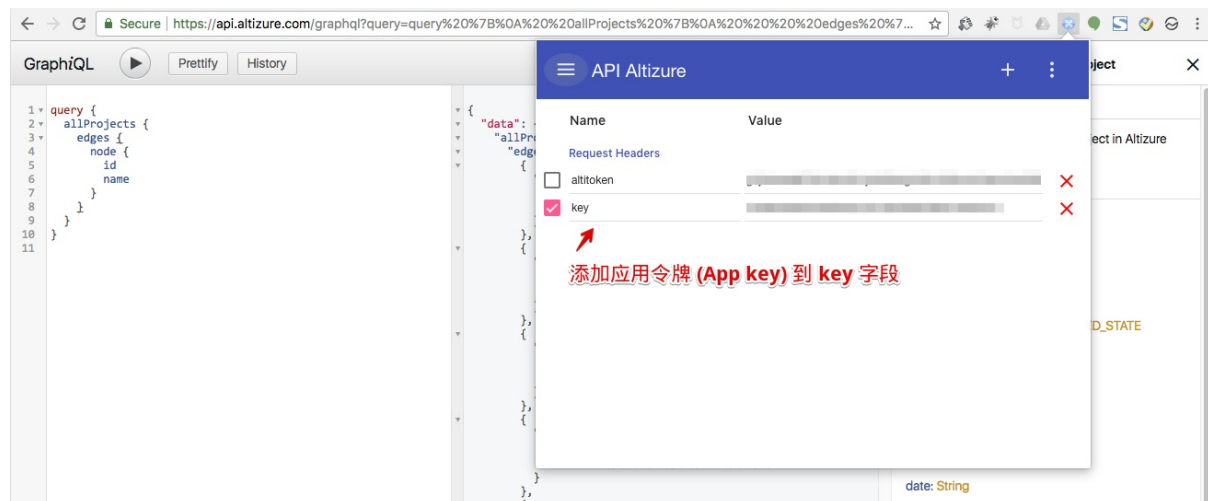 Secure | https://api.altizure.com/graphql?query=query%20%7B%0A%20%20allProjects%20%7B%0A%20%20%20%20edges%20%7...
GraphiQL Prettify History
API Altizure
ject
1 query {
2 allProjects {
3 edges {
4 node {
5 id
6 name
7 }
8 }
9 }
10 }
11
{
"data":
"allPro
"edge
{
},
{
},
{
},
{
}
},
Name Value
Request Headers
altitoken
key
添加应用令牌 (App key) 到 key 字段
ject in Altizure
D_STATE
date: String